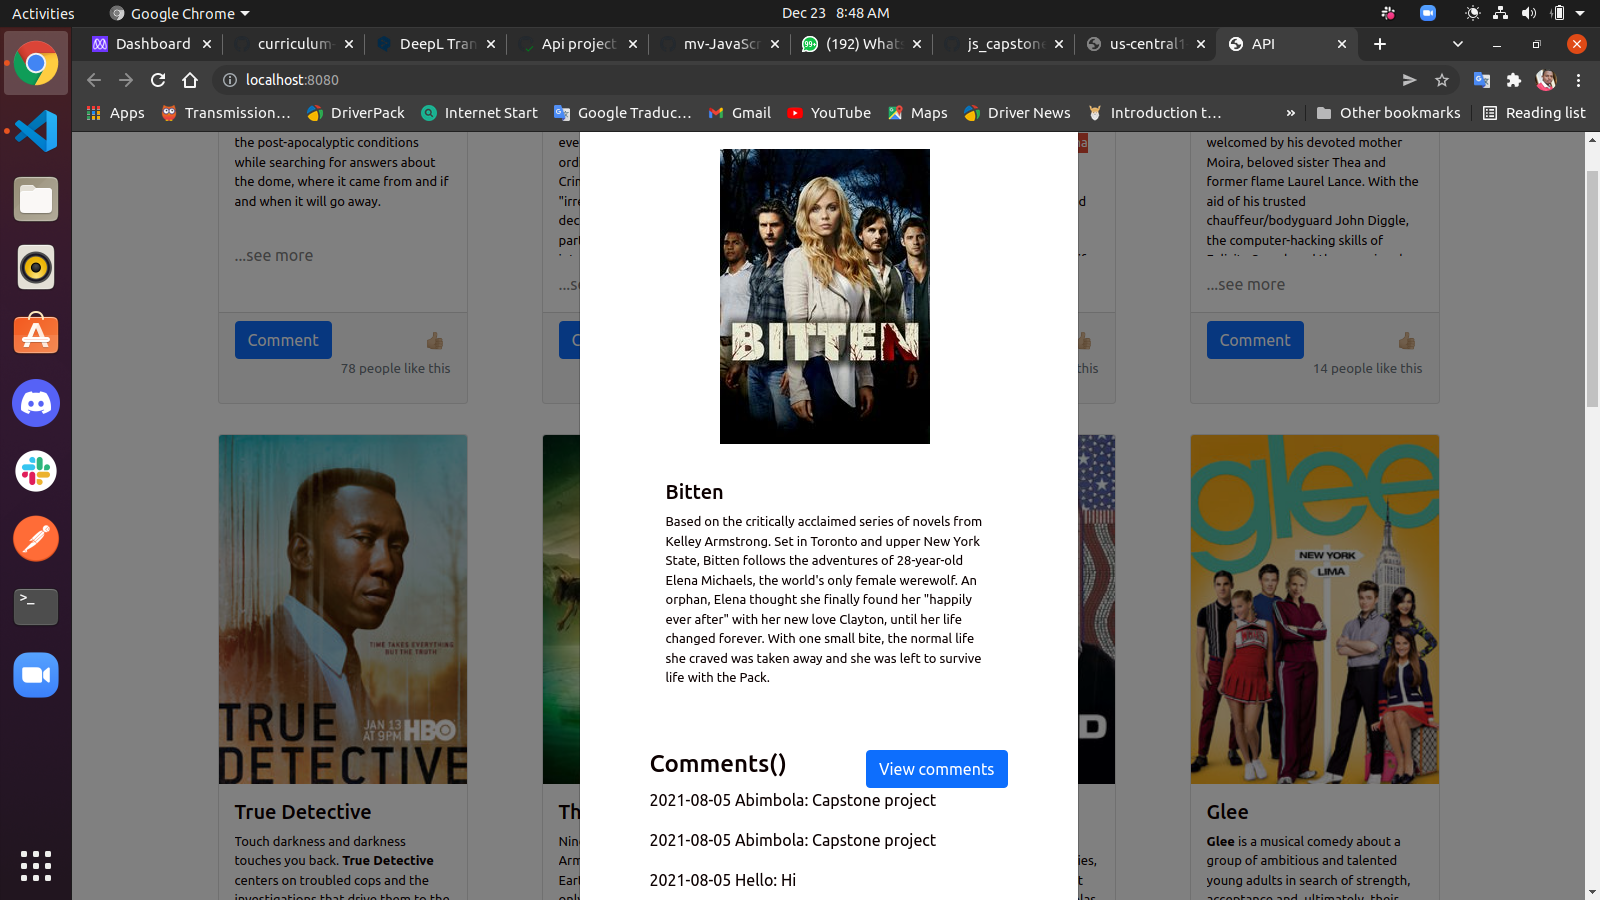 Activities
Google Chrome
Dec 23 8:48 AM
Dashboard
curriculum-
DeepL Tran
Api project
mv-JavaScr
(192) Whats
js_capstone
us-central1
API
localhost:8080
Apps
Transmission…
DriverPack
Internet Start
Google Traduc…
Gmail
YouTube
Maps
Driver News
Introduction t…
»
Other bookmarks
Reading list
the post-apocalyptic conditions
while searching for answers about
the dome, where it came from and if
and when it will go away.
...see more
Comment
78 people like this
welcomed by his devoted mother
Moira, beloved sister Thea and
former flame Laurel Lance. With the
aid of his trusted
chauffeur/bodyguard John Diggle,
the computer-hacking skills of
...see more
Comment
14 people like this
BITTEN
Bitten
Based on the critically acclaimed series of novels from
Kelley Armstrong. Set in Toronto and upper New York
State, Bitten follows the adventures of 28-year-old
Elena Michaels, the world's only female werewolf. An
orphan, Elena thought she finally found her "happily
ever after" with her new love Clayton, until her life
changed forever. With one small bite, the normal life
she craved was taken away and she was left to survive
life with the Pack.
Comments()
View comments
2021-08-05 Abimbola: Capstone project
2021-08-05 Abimbola: Capstone project
2021-08-05 Hello: Hi
TIME TAKES EVERYTHING
BUT THE TRUTH
TRUE
DETECTIVE
JAN 13
AT 9PM HBO
True Detective
Touch darkness and darkness
touches you back. True Detective
centers on troubled cops and the
investigations that drive them to the
glee
NEW YORK
LIMA
Glee
Glee is a musical comedy about a
group of ambitious and talented
young adults in search of strength,
acceptance and, ultimately, their